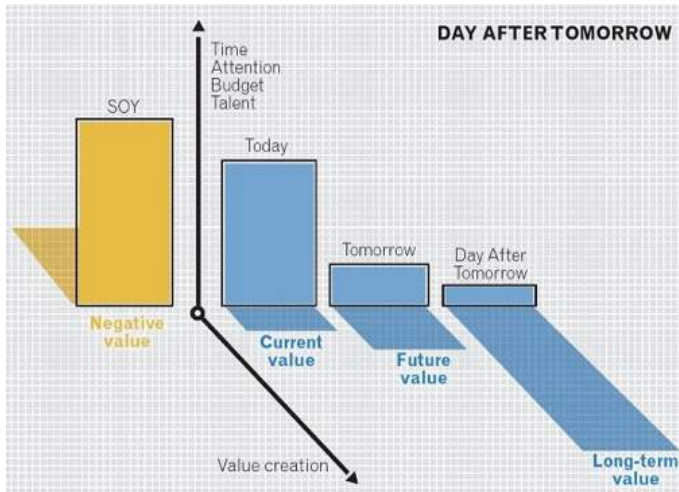 DAY AFTER TOMORROW
Time
Attention
Budget
Talent
SOY
Today
Tomorrow
Day After
Tomorrow
Negative
value
Current
value
Future
value
Value creation
Long-term
value